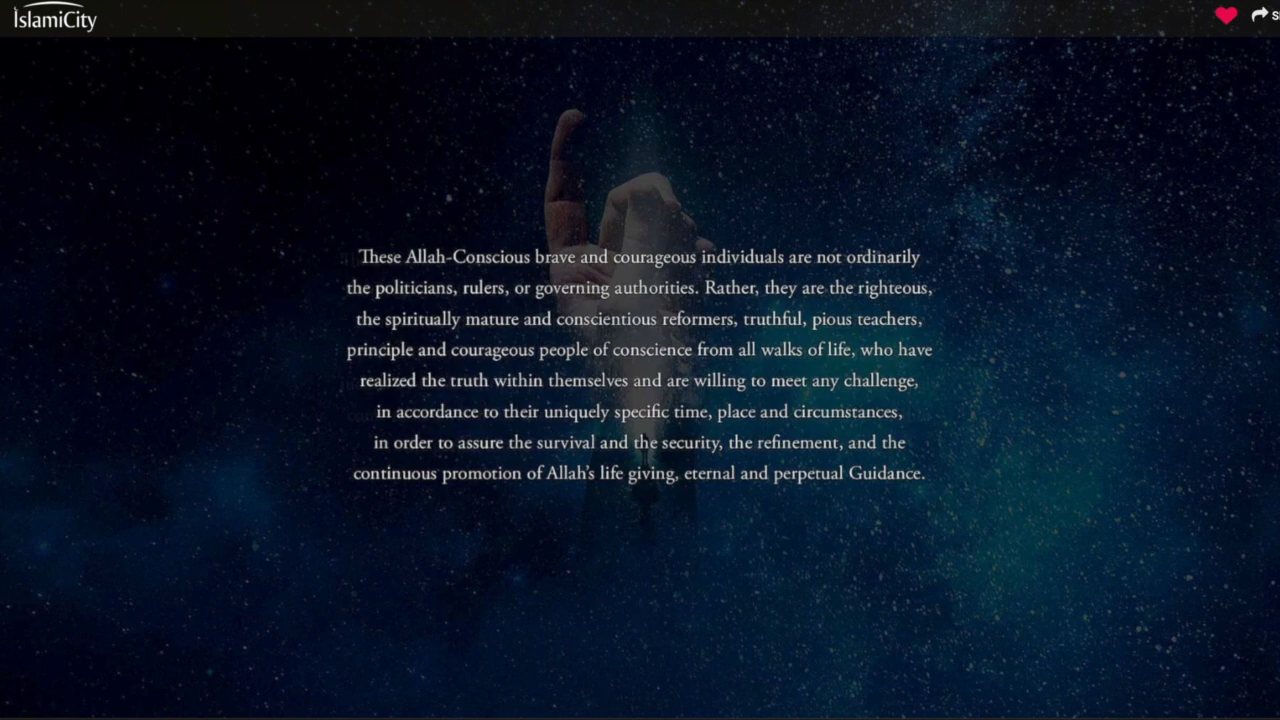 IslamiCity
These Allah-Conscious brave and courageous individuals are not ordinarily
the politicians, rulers, or governing authorities. Rather, they are the righteous,
the spiritually mature and conscientious reformers, truthful, pious teachers,
principle and courageous people of conscience from all walks of life, who have
realized the truth within themselves and are willing to meet any challenge,
in accordance to their uniquely specific time, place and circumstances,
in order to assure the survival and the security, the refinement, and the
continuous promotion of Allah's life giving, eternal and perpetual Guidance.